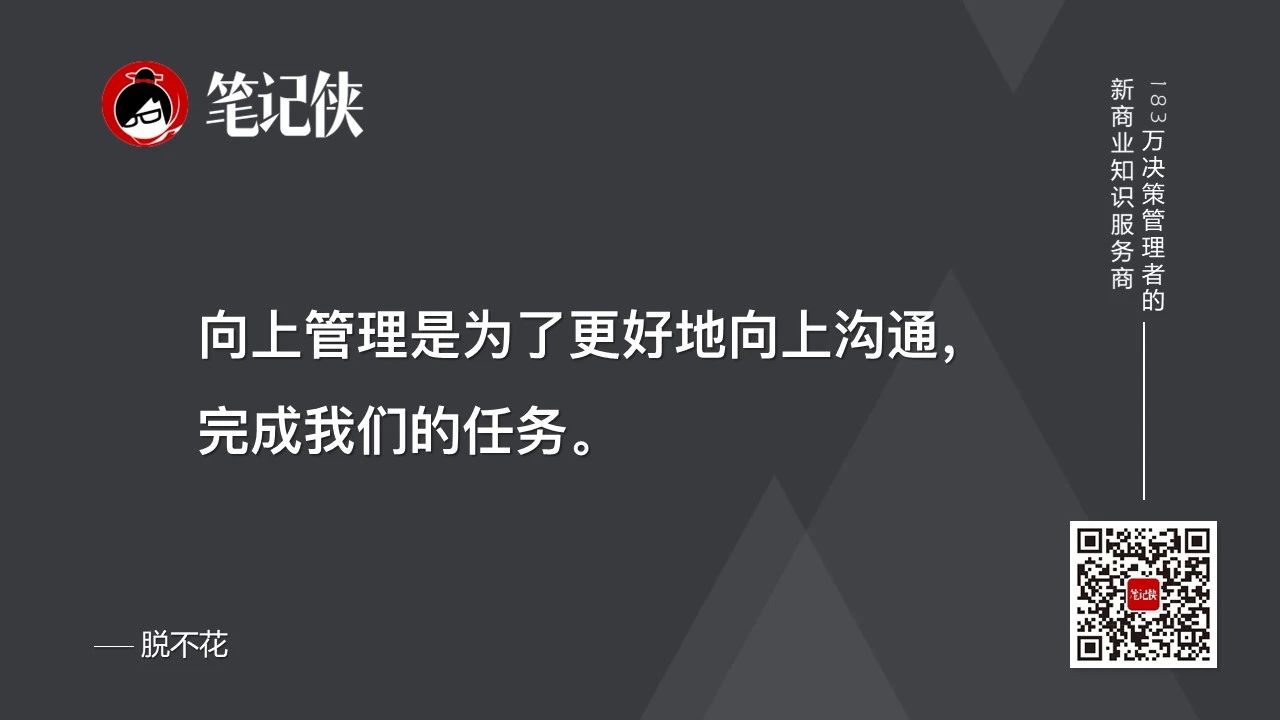 笔记侠
183万决策管理者的
新商业知识服务商
向上管理是为了更好地向上沟通，
完成我们的任务。
—— 脱不花
笔记侠